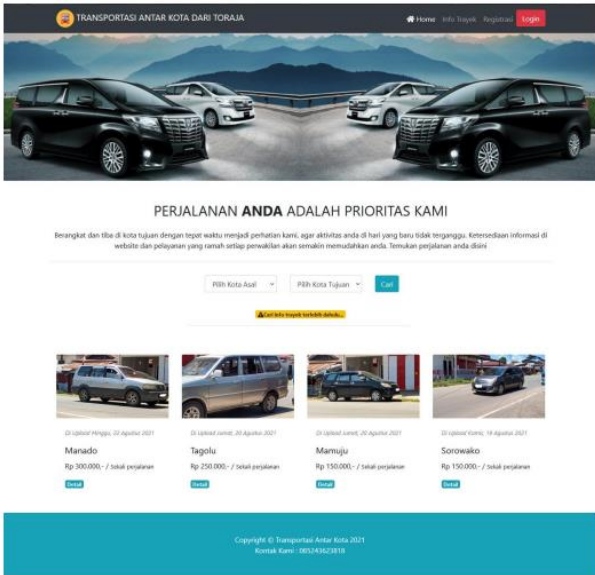 TRANSPORTASI ANTAR KOTA DARI TORAJA
Home Info Trayek Registrasi Login
PERJALANAN ANDA ADALAH PRIORITAS KAMI
Berangkat dan tiba di kota tujuan dengan tepat waktu menjadi perhatian kami, agar aktivitas anda di hari yang baru tidak terganggu. Ketersediaan informasi di
website dan pelayanan yang ramah setiap perwakilan akan semakin memudahkan anda. Temukan perjalanan anda disini
Pilih Kota Asal Pilih Kota Tujuan Cari
Cari info trayek terlebih dahulu...
Di Upload Minggu, 22 Agustus 2021
Manado
Rp 300.000,- / Sekali perjalanan
Detail
Di Upload Jumat, 20 Agustus 2021
Tagolu
Rp 250.000,- / Sekali perjalanan
Detail
Di Upload Jumat, 20 Agustus 2021
Mamuju
Rp 150.000,- / Sekali perjalanan
Detail
Di Upload Kamis, 19 Agustus 2021
Sorowako
Rp 150.000,- / Sekali perjalanan
Detail
Copyright © Transportasi Antar Kota 2021
Kontak Kami : 085243623818